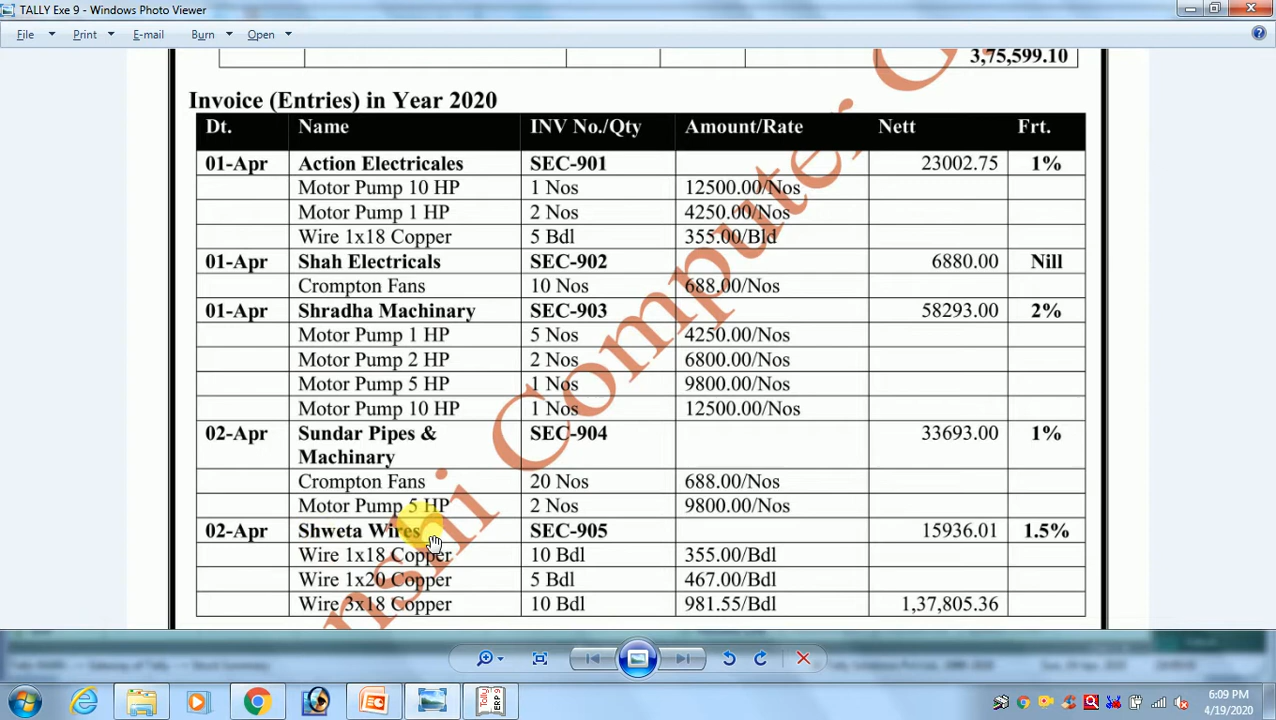 TALLY Exe 9 - Windows Photo Viewer
File Print E-mail Burn Open
3,75,599.10
Invoice (Entries) in Year 2020
Dt. Name INV No./Qty Amount/Rate Nett Frt.
01-Apr Action Electricales SEC-901 23002.75 1%
Motor Pump 10 HP 1 Nos 12500.00/Nos
Motor Pump 1 HP 2 Nos 4250.00/Nos
Wire 1x18 Copper 5 Bdl 355.00/Bld
01-Apr Shah Electricals SEC-902 6880.00 Nill
Crompton Fans 10 Nos 688.00/Nos
01-Apr Shradha Machinary SEC-903 58293.00 2%
Motor Pump 1 HP 5 Nos 4250.00/Nos
Motor Pump 2 HP 2 Nos 6800.00/Nos
Motor Pump 5 HP 1 Nos 9800.00/Nos
Motor Pump 10 HP 1 Nos 12500.00/Nos
02-Apr Sundar Pipes & SEC-904 33693.00 1%
Machinary
Crompton Fans 20 Nos 688.00/Nos
Motor Pump 5 HP 2 Nos 9800.00/Nos
02-Apr Shweta Wires SEC-905 15936.01 1.5%
Wire 1x18 Copper 10 Bdl 355.00/Bdl
Wire 1x20 Copper 5 Bdl 467.00/Bdl
Wire 3x18 Copper 10 Bdl 981.55/Bdl 1,37,805.36
nshi Computer C
Tally
ERP 9
6:09 PM
4/19/2020